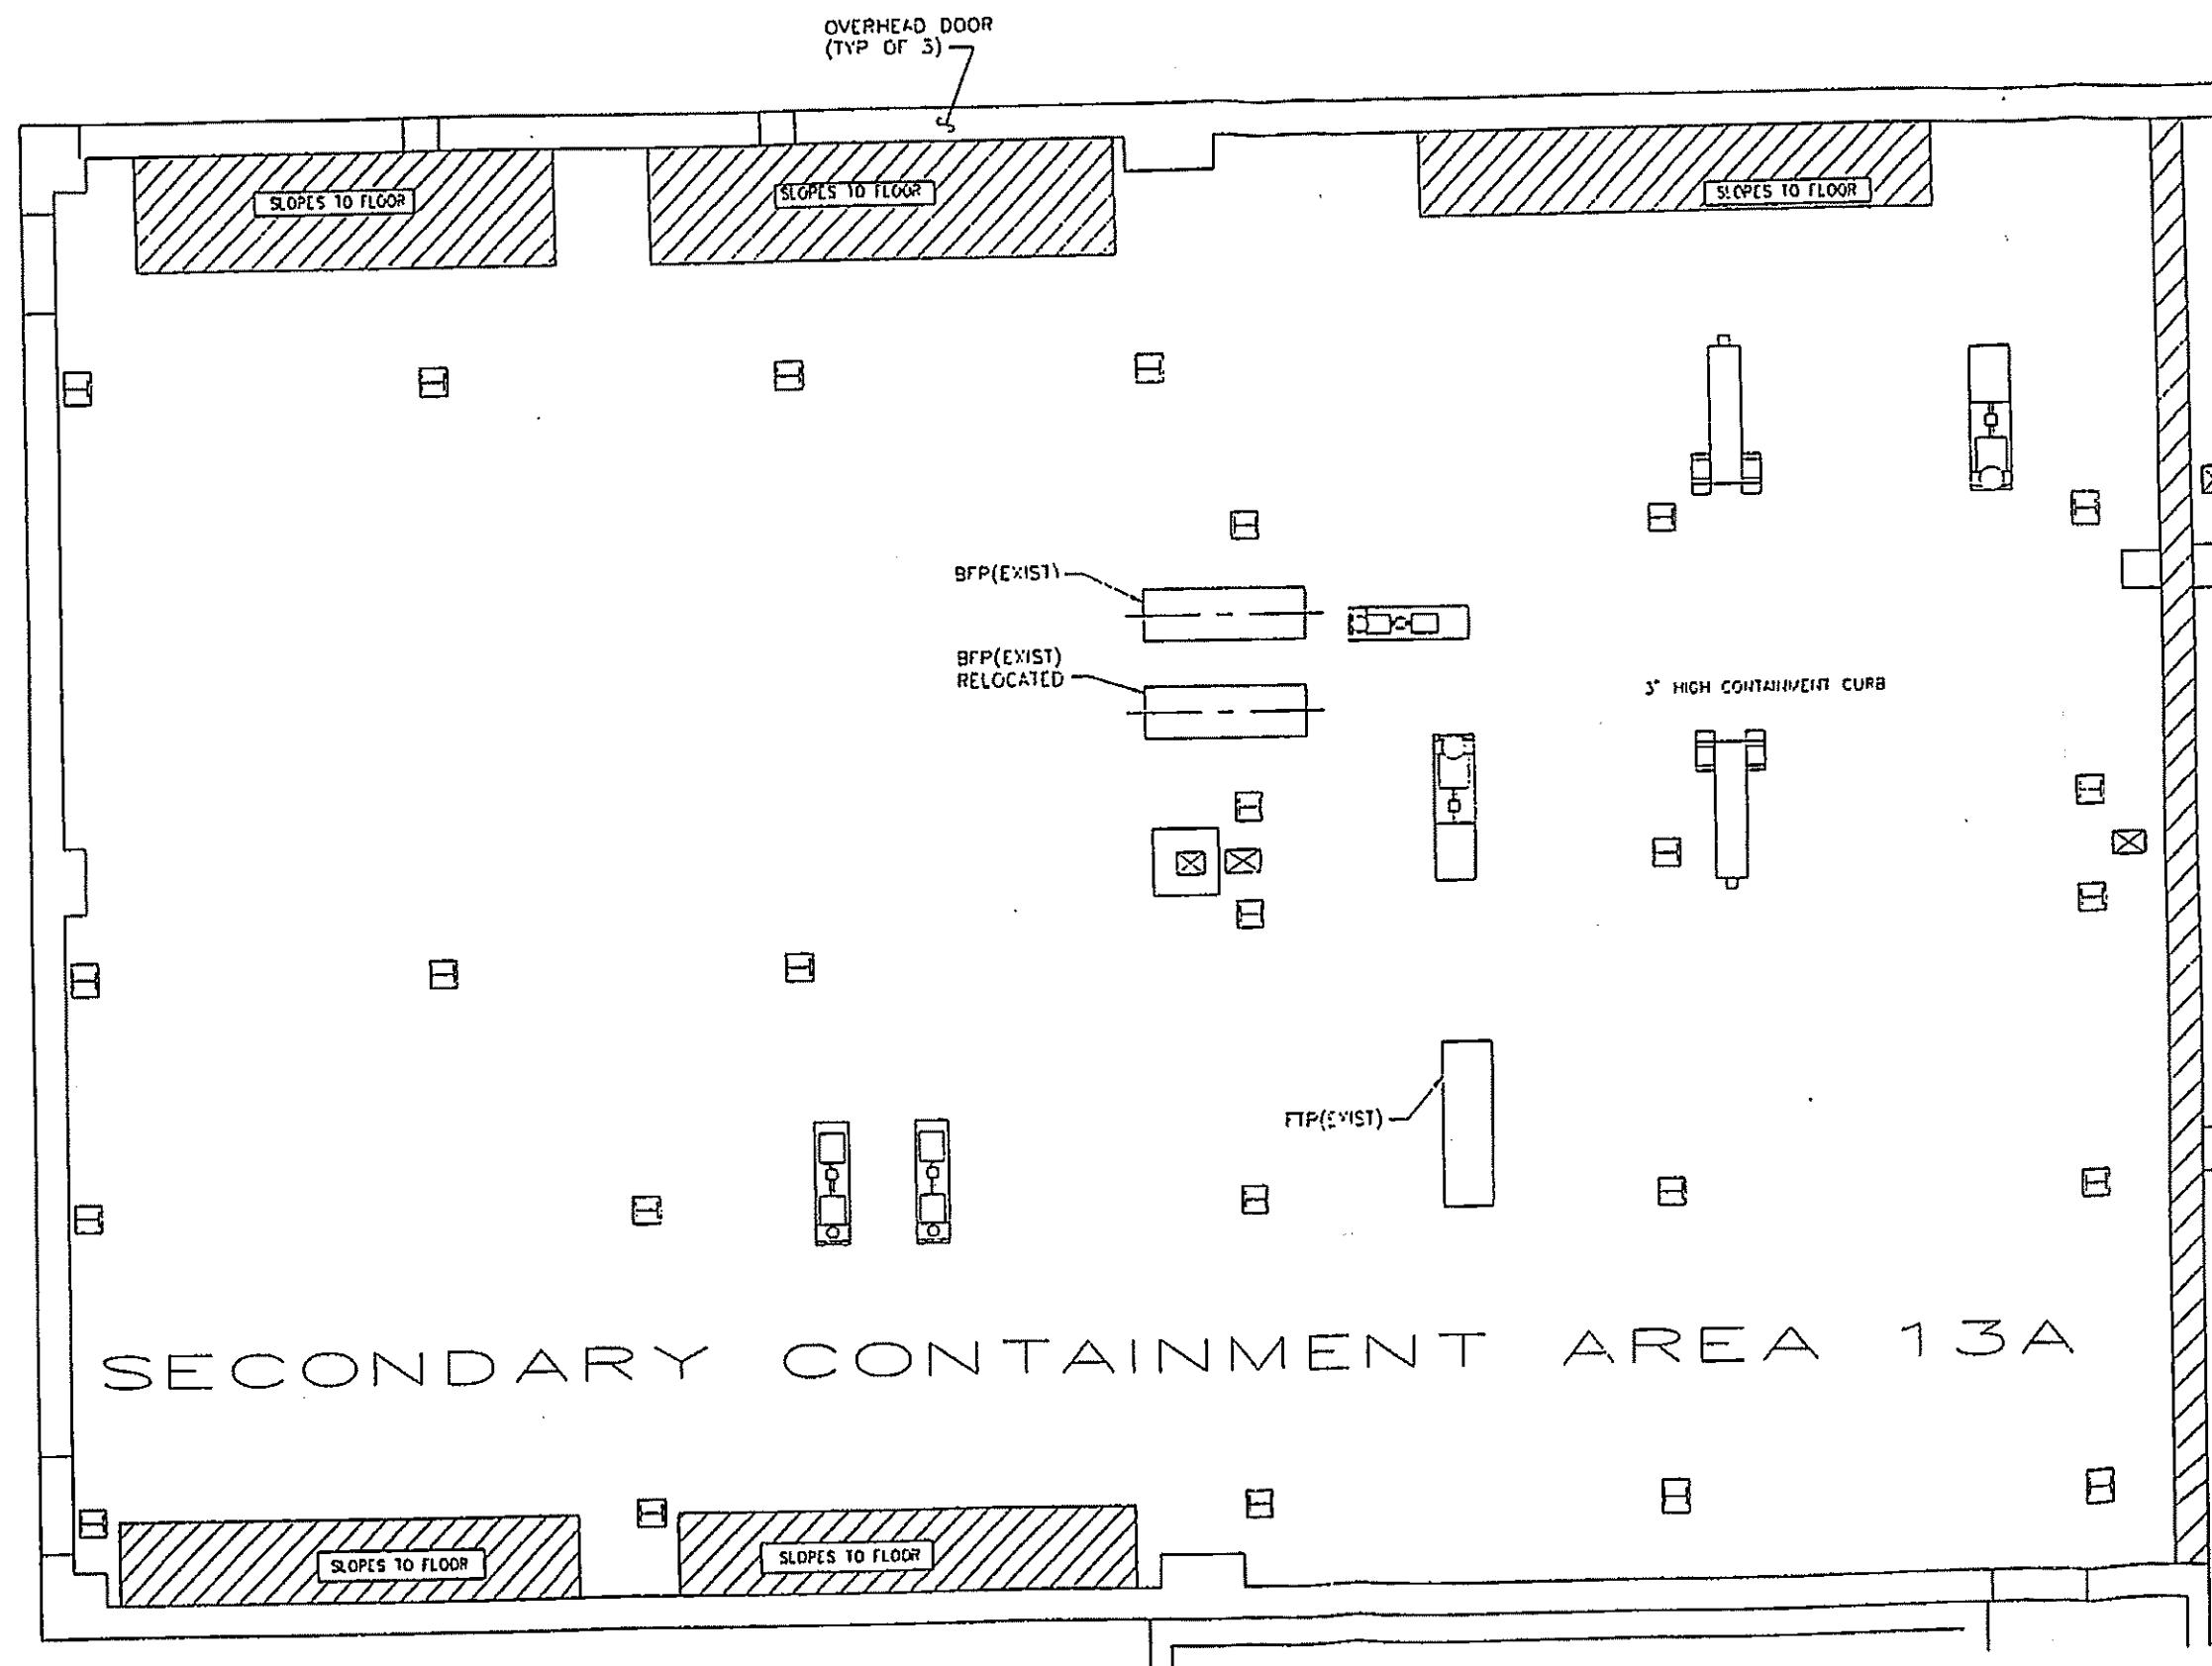 OVERHEAD DOOR
(TYP OF 3)
SLOPES TO FLOOR
SLOPES TO FLOOR
SLOPES TO FLOOR
BFP(EXIST)
BFP(EXIST)
RELOCATED
3" HIGH CONTAINMENT CURB
FTP(EXIST)
SECONDARY CONTAINMENT AREA 13A
SLOPES TO FLOOR
SLOPES TO FLOOR